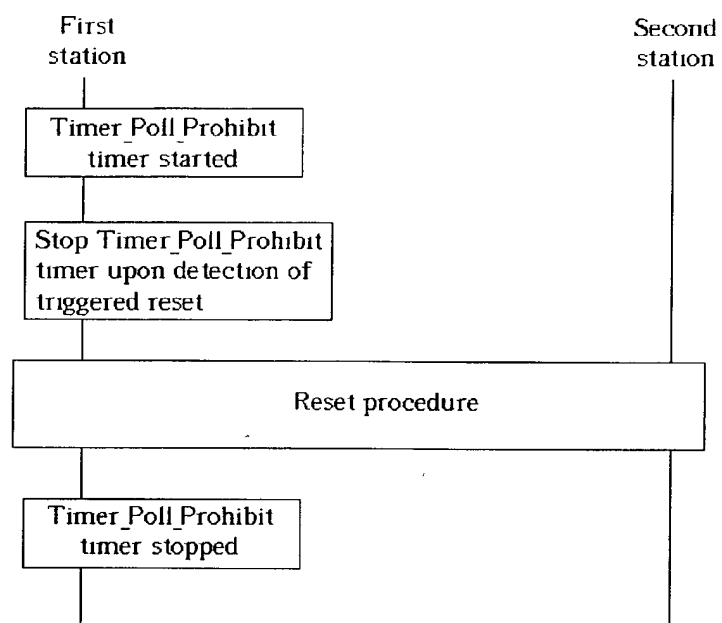 First
station
Second
station
Timer_Poll_Prohibit
timer started
Stop Timer_Poll_Prohibit
timer upon detection of
triggered reset
Reset procedure
Timer_Poll_Prohibit
timer stopped